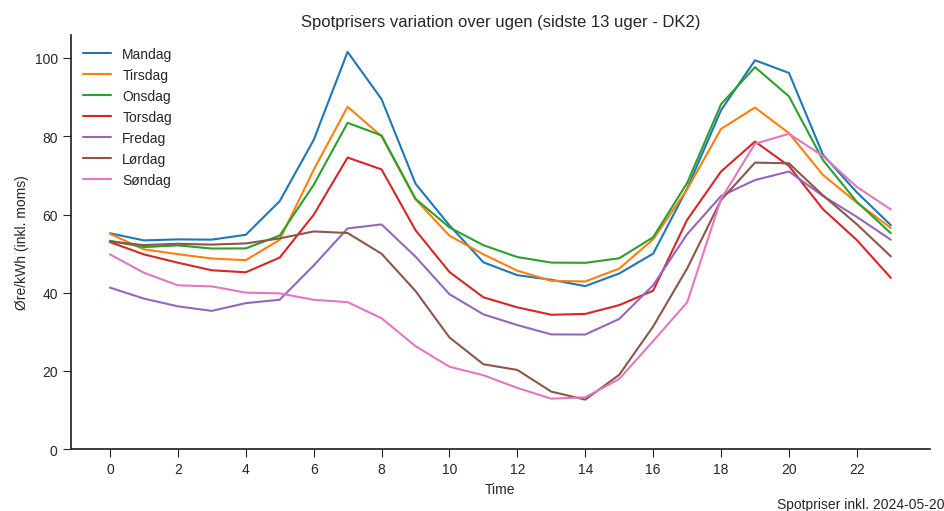 Spotprisers variation over ugen (sidste 13 uger - DK2)
Mandag
Tirsdag
Onsdag
Torsdag
Fredag
Lørdag
Søndag
Øre/kWh (inkl. moms)
100
80
60
40
20
0
0 2 4 6 8 10 12 14 16 18 20 22
Time
Spotpriser inkl. 2024-05-20